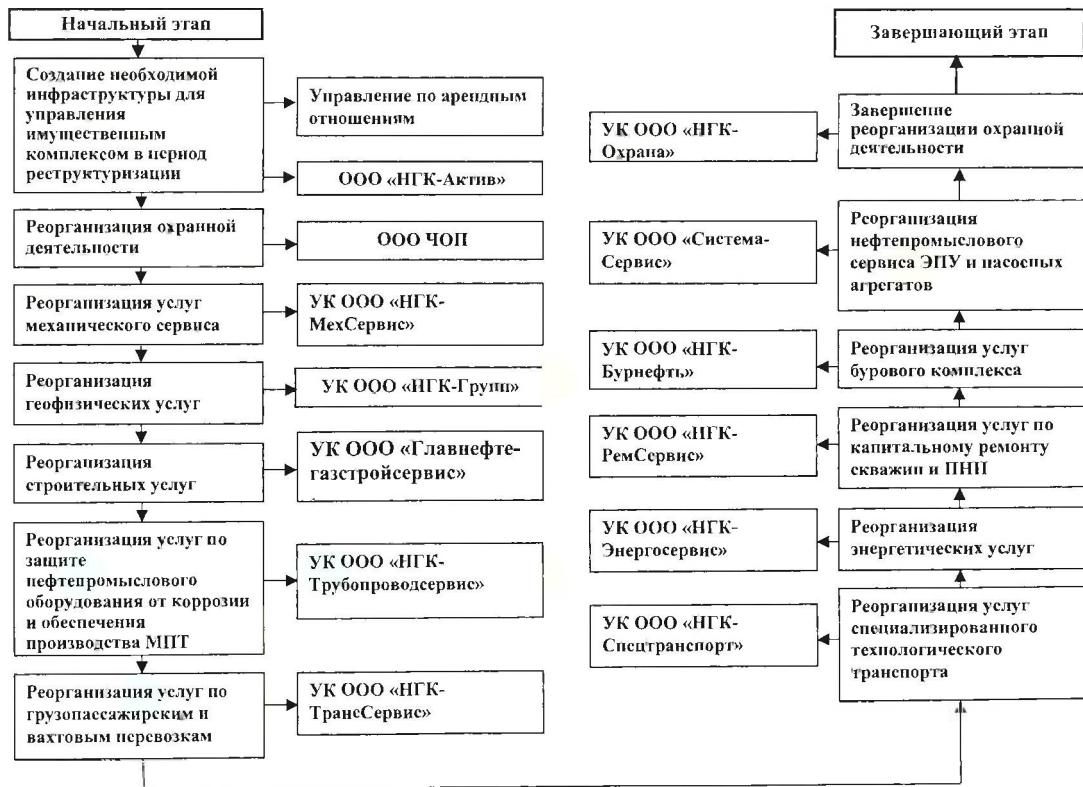 Начальный этап
Создание необходимой
инфраструктуры для
управления
имущественным
комплексом в период
реструктуризации
Управление по арендным
отношениям
ООО «НГК-Актив»
Реорганизация охранной
деятельности
ООО ЧОП
Реорганизация услуг
механического сервиса
УК ООО «НГК-
МехСервис»
Реорганизация
геофизических услуг
УК ООО «НГК-Групп»
Реорганизация
строительных услуг
УК ООО «Главнефте-
газстройсервис»
Реорганизация услуг по
защите
нефтепромыслового
оборудования от коррозии
и обеспечения
производства МПТ
УК ООО «НГК-
Трубопроводсервис»
Реорганизация услуг по
грузопассажирским и
вахтовым перевозкам
УК ООО «НГК-
ТрансСервис»
Завершающий этап
Завершение
реорганизации охранной
деятельности
УК ООО «НГК-
Охрана»
Реорганизация
нефтепромыслового
сервиса ЭПУ и насосных
агрегатов
УК ООО «Система-
Сервис»
Реорганизация услуг
бурового комплекса
УК ООО «НГК-
Бурнефть»
Реорганизация услуг по
капитальному ремонту
скважин и ПНП
УК ООО «НГК-
РемСервис»
Реорганизация
энергетических услуг
УК ООО «НГК-
Энергосервис»
Реорганизация услуг
специализированного
технологического
транспорта
УК ООО «НГК-
Спецтранспорт»